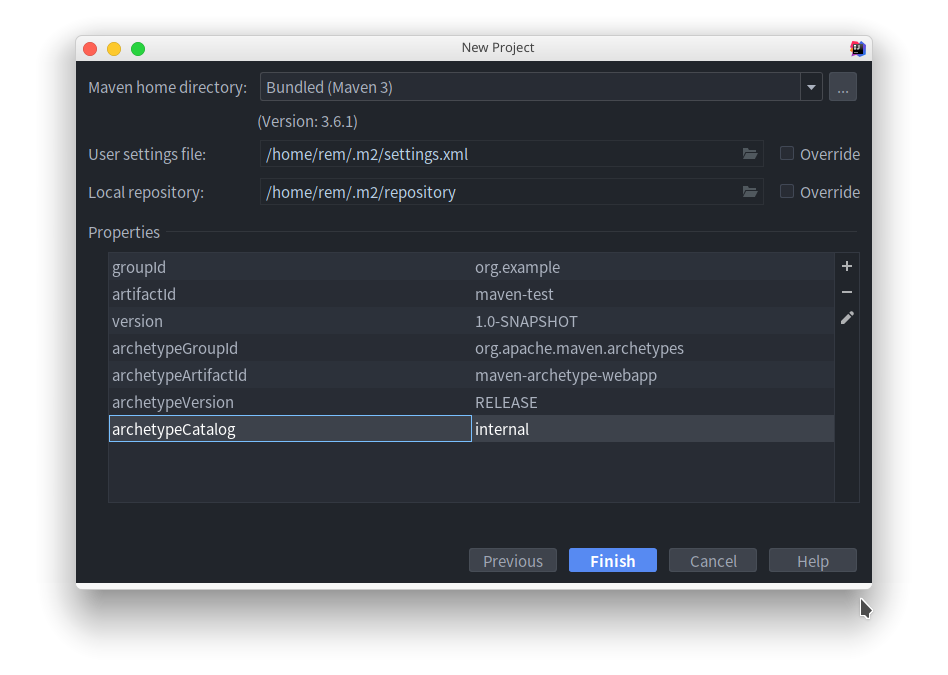 New Project
Maven home directory: Bundled (Maven 3) ...
(Version: 3.6.1)
User settings file: /home/rem/.m2/settings.xml Override
Local repository: /home/rem/.m2/repository Override
Properties
groupId org.example
artifactId maven-test
version 1.0-SNAPSHOT
archetypeGroupId org.apache.maven.archetypes
archetypeArtifactId maven-archetype-webapp
archetypeVersion RELEASE
archetypeCatalog internal
Previous Finish Cancel Help